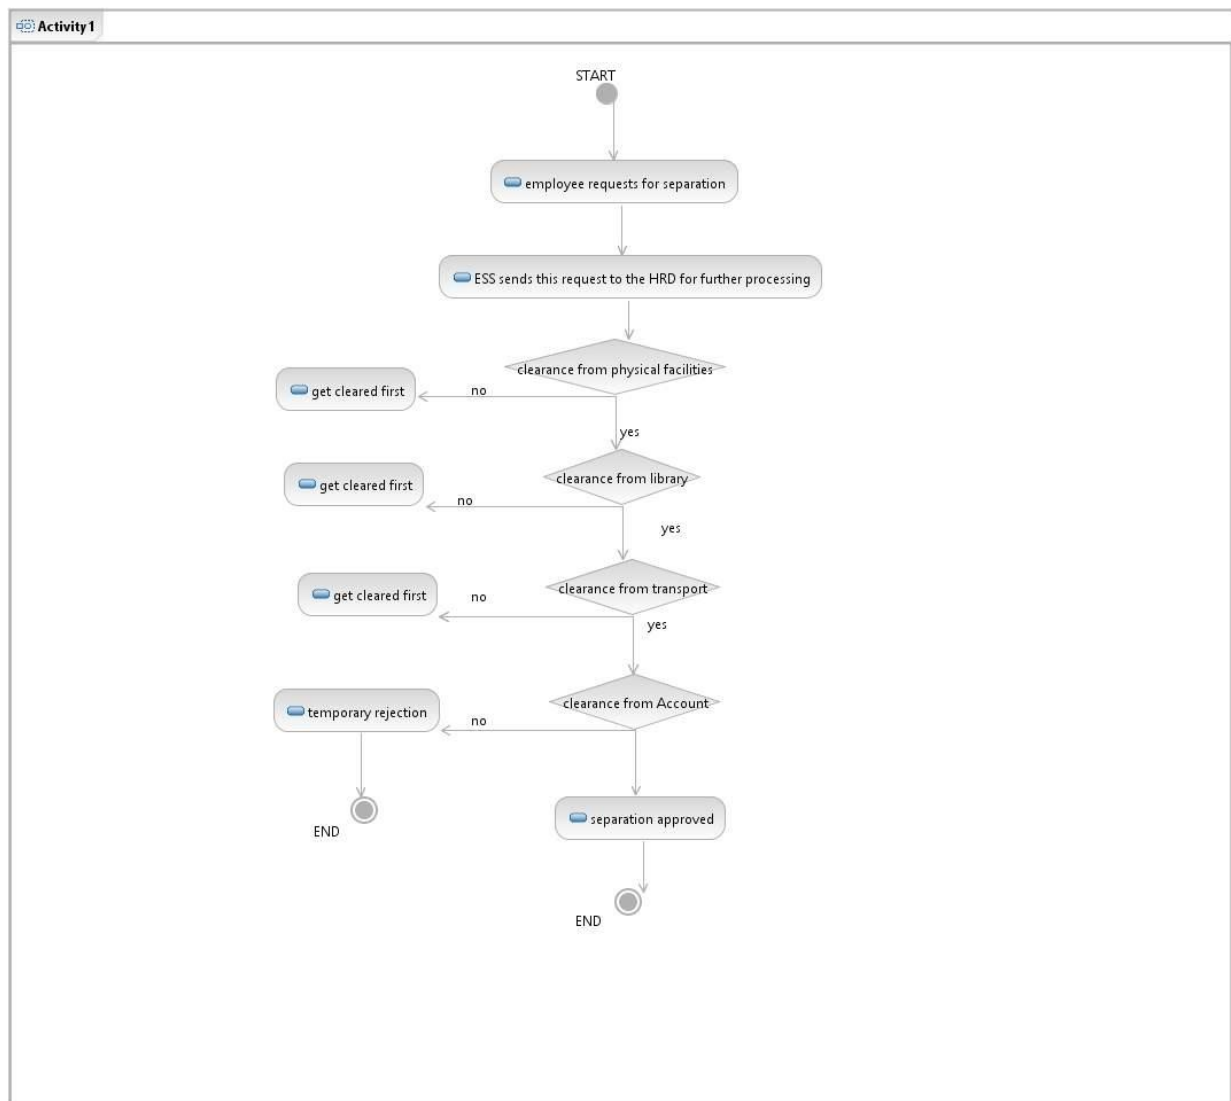 Activity1
START
employee requests for separation
ESS sends this request to the HRD for further processing
clearance from physical facilities
get cleared first
no
yes
clearance from library
get cleared first
no
yes
clearance from transport
get cleared first
no
yes
clearance from Account
temporary rejection
no
separation approved
END
END